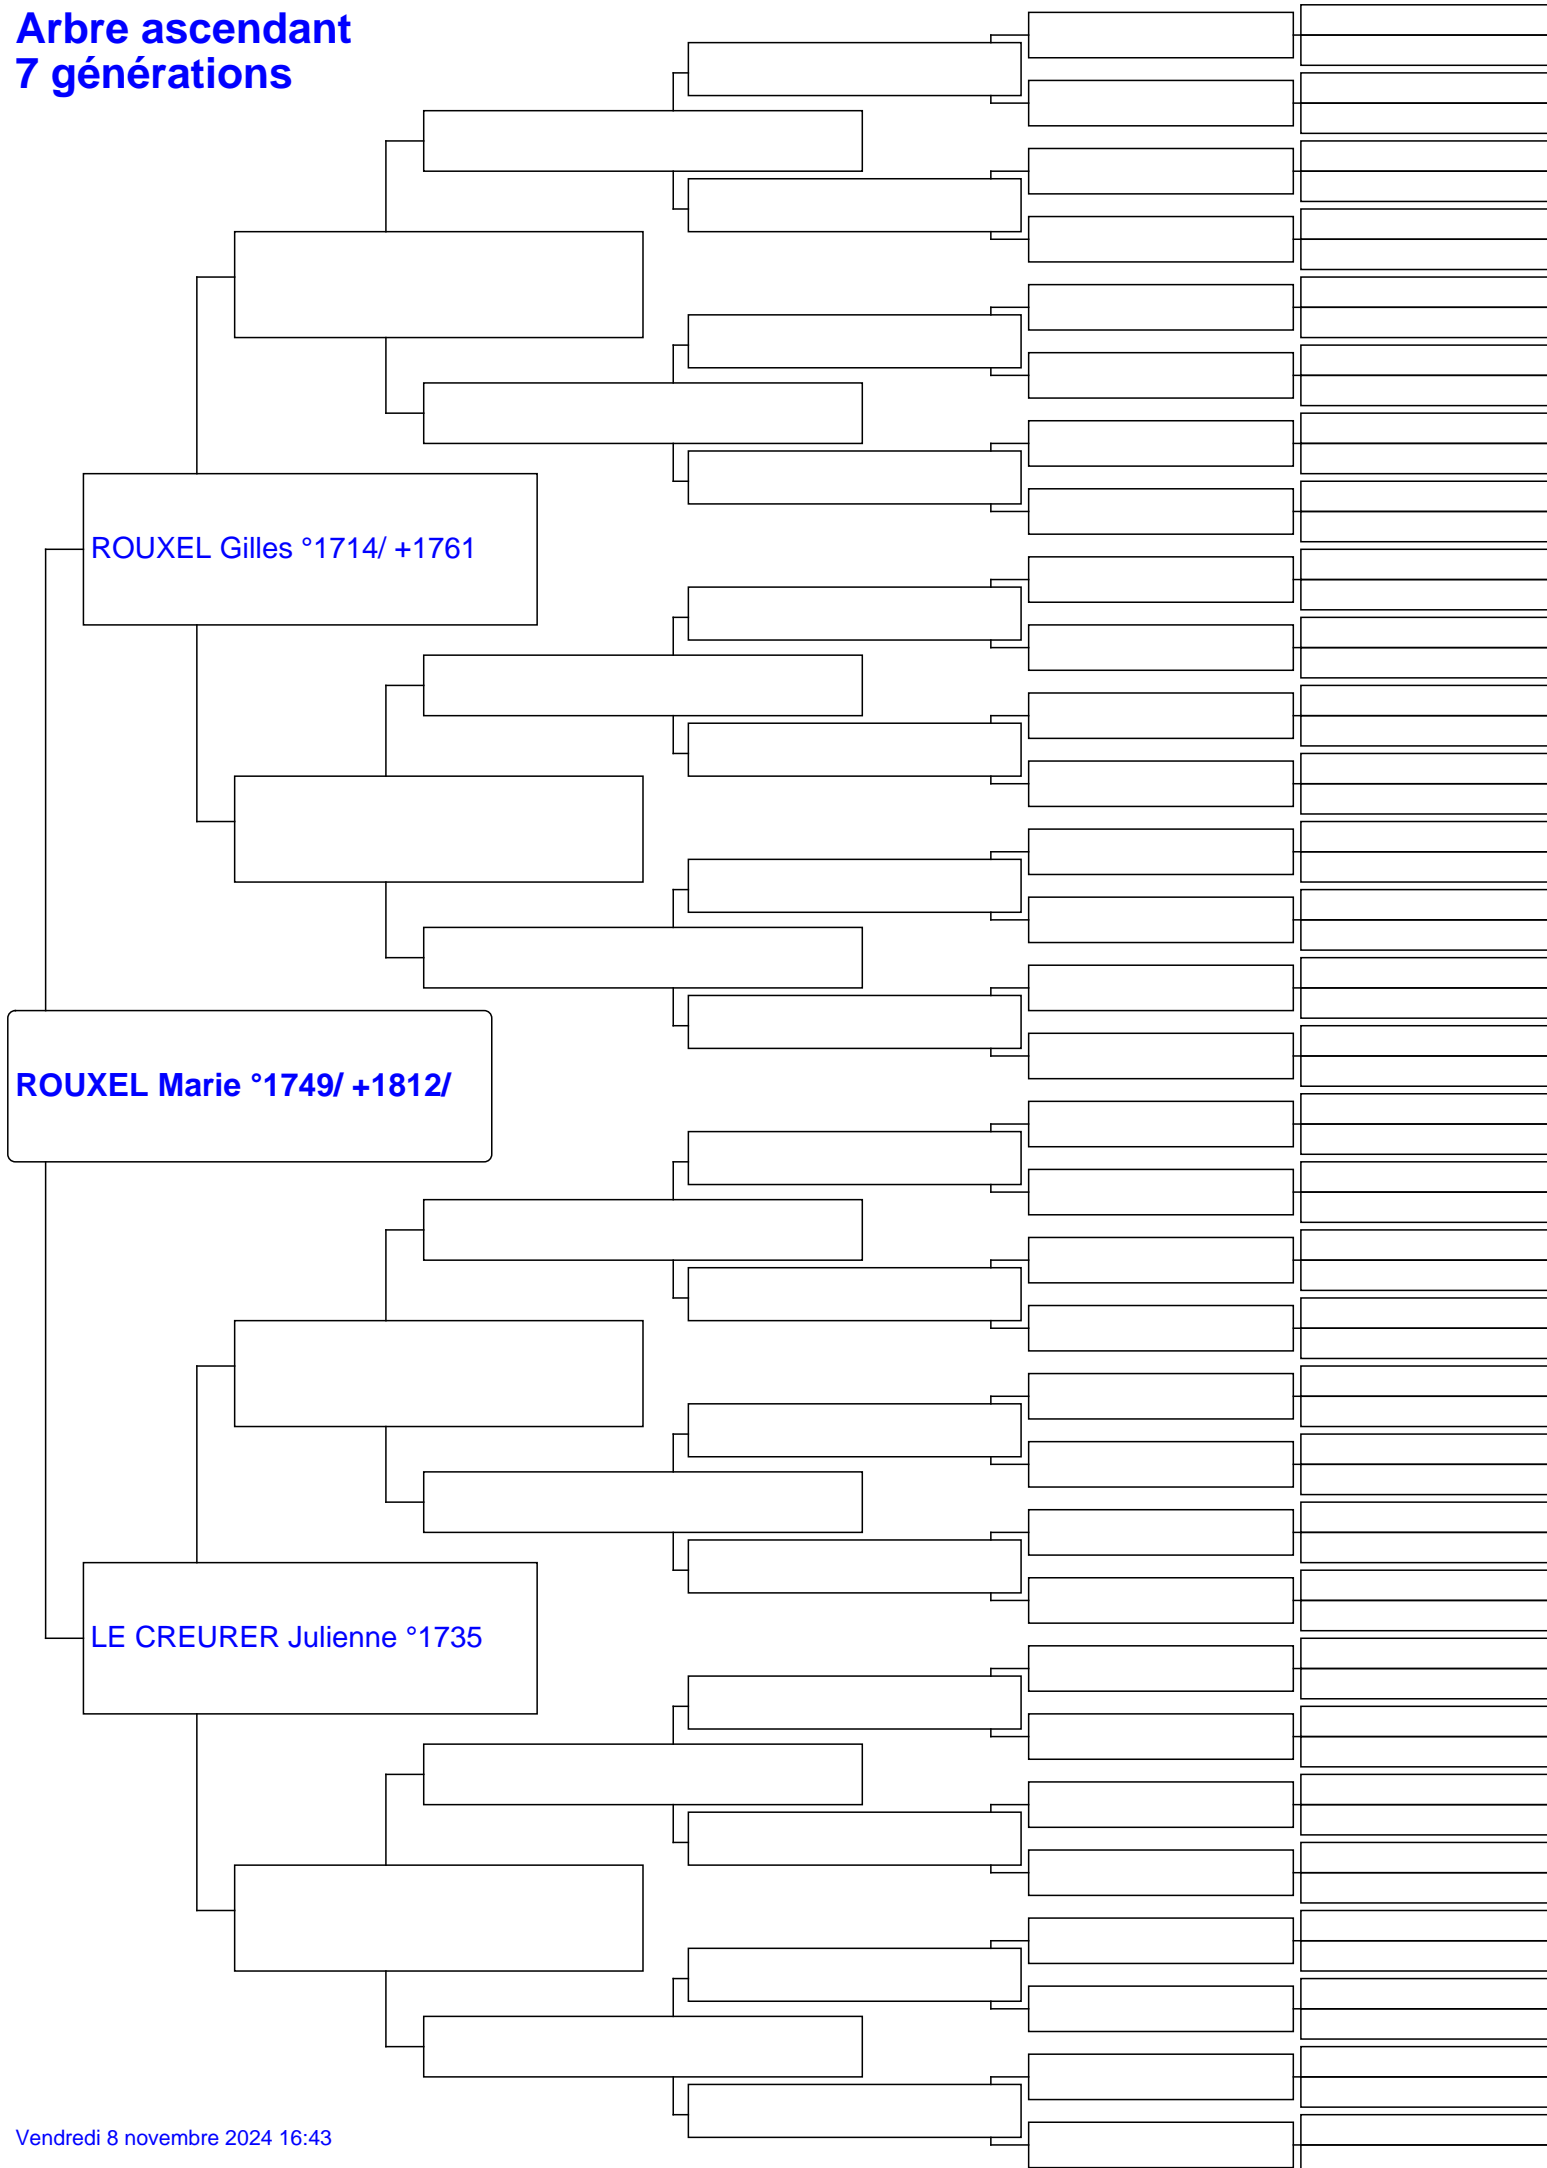 Arbre ascendant
7 générations
ROUXEL Gilles °1714/ +1761
ROUXEL Marie °1749/ +1812/
LE CREURER Julienne °1735
Vendredi 8 novembre 2024 16:43